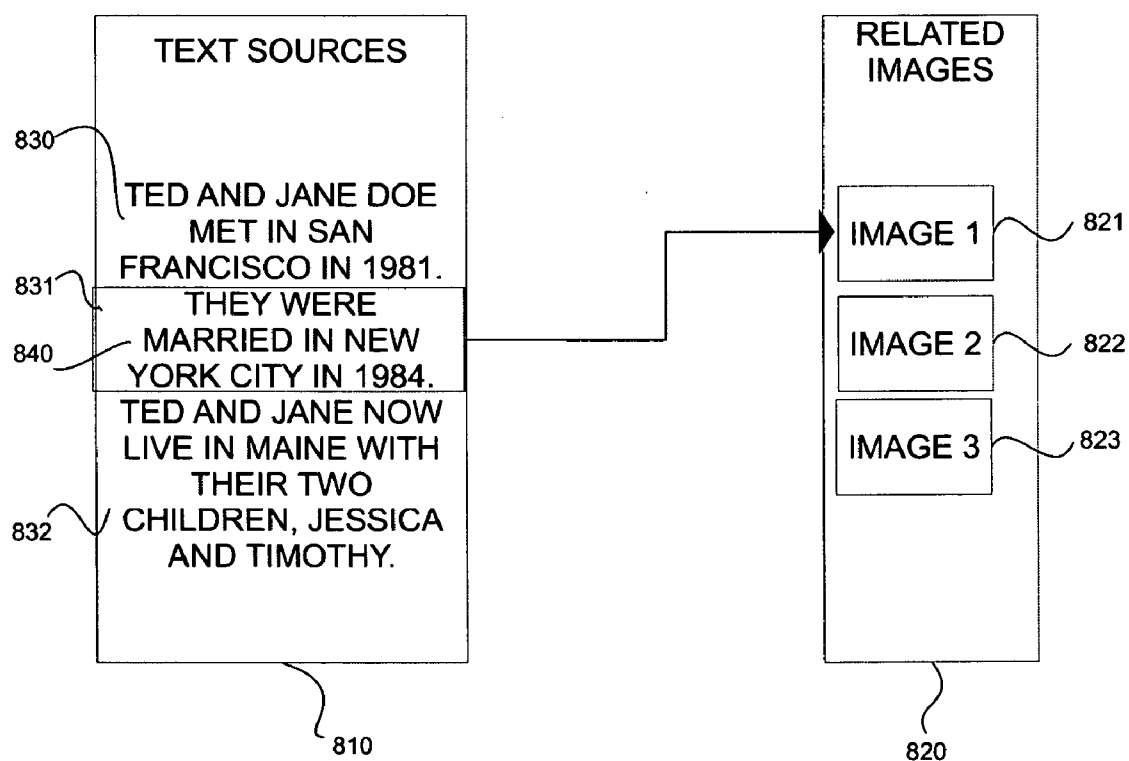 TEXT SOURCES
830
TED AND JANE DOE
MET IN SAN
FRANCISCO IN 1981.
831
THEY WERE
840
MARRIED IN NEW
YORK CITY IN 1984.
TED AND JANE NOW
LIVE IN MAINE WITH
THEIR TWO
832
CHILDREN, JESSICA
AND TIMOTHY.
810
RELATED
IMAGES
IMAGE 1
821
IMAGE 2
822
IMAGE 3
823
820